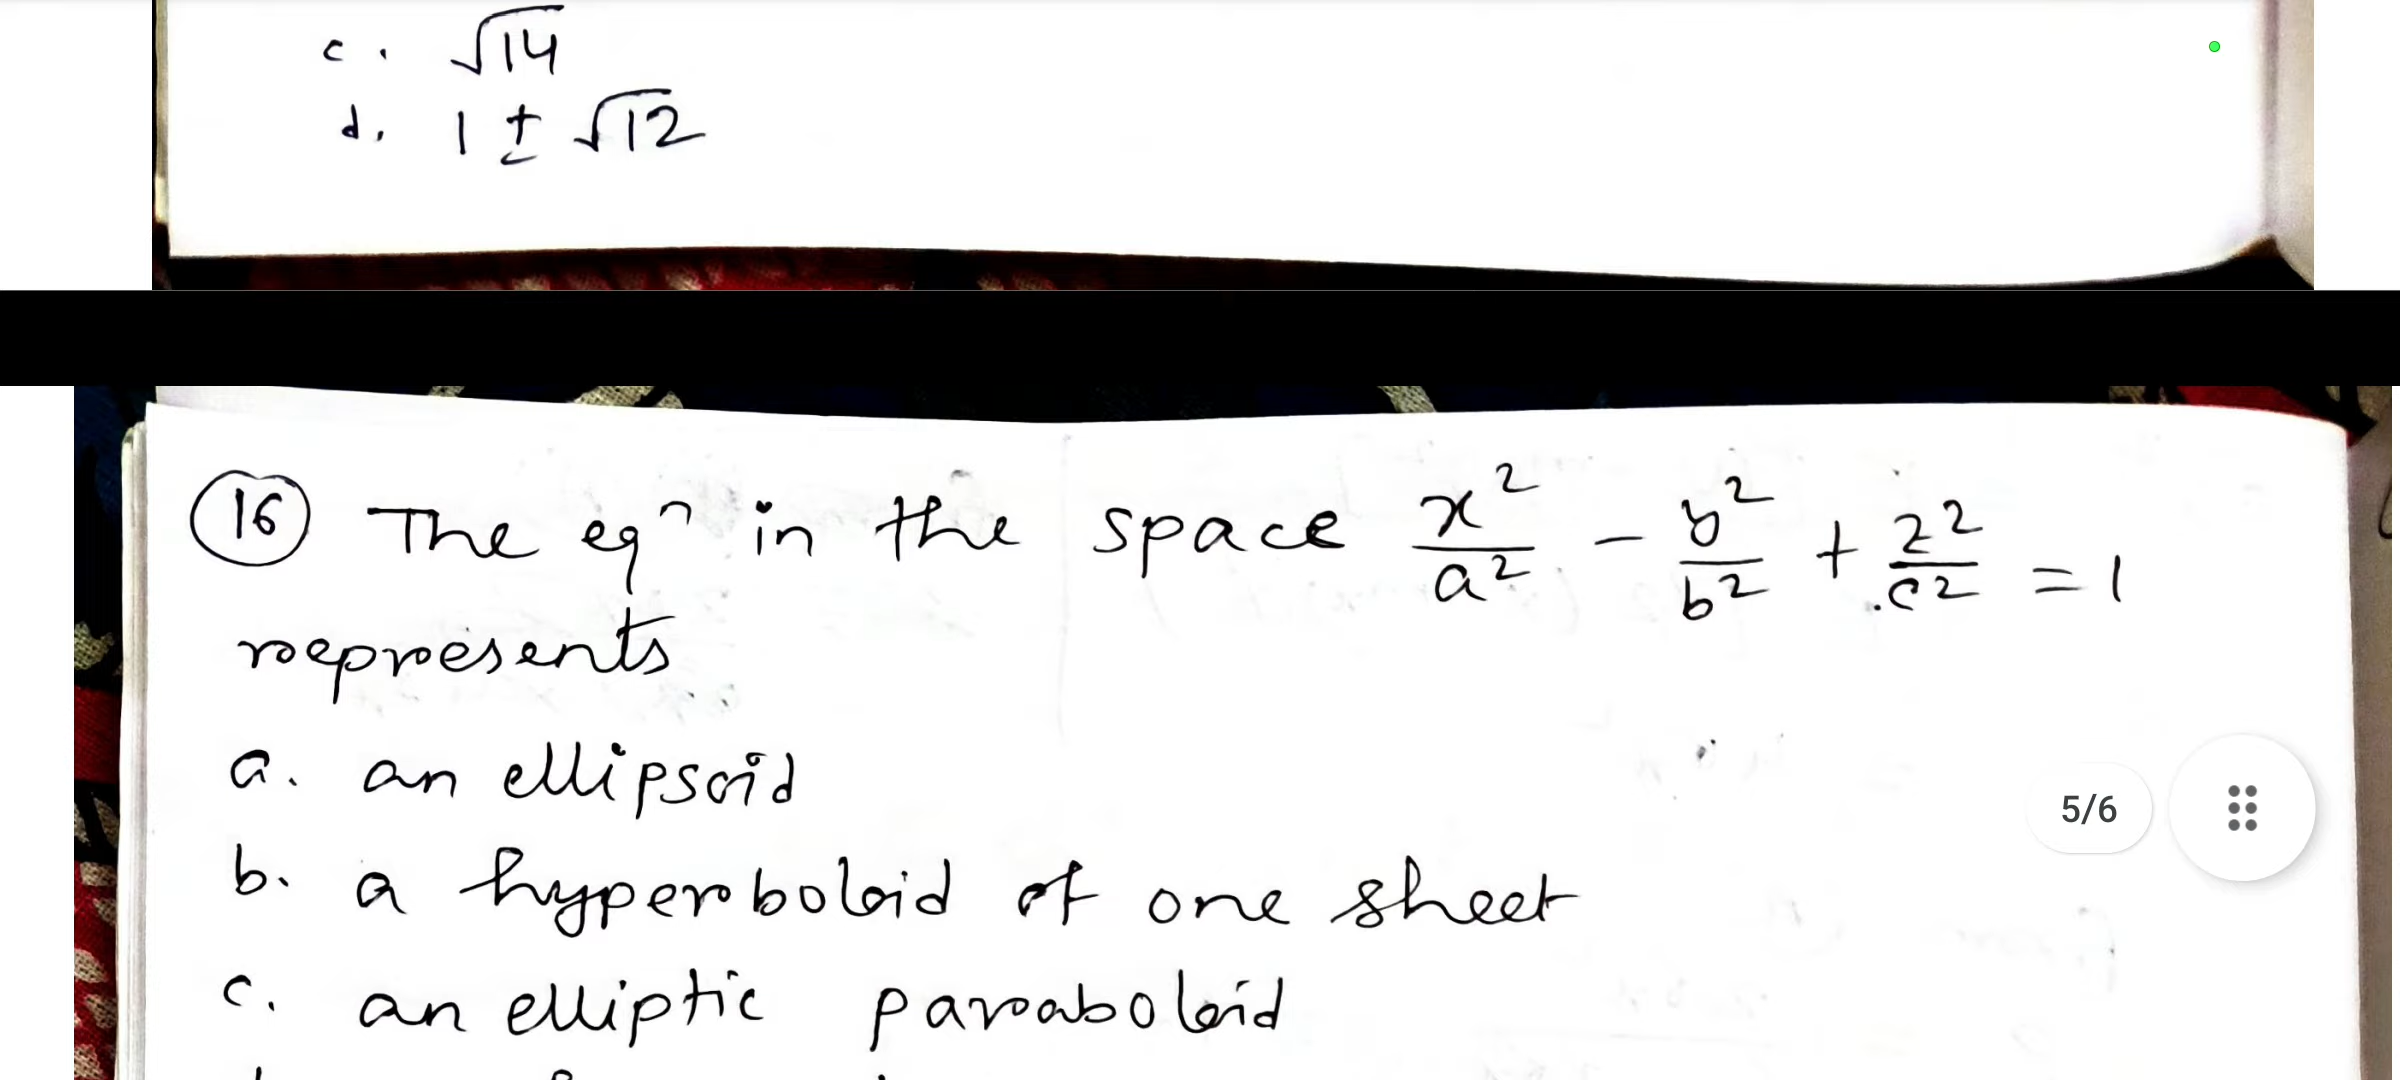 c. √14
d. 1 ± √12
16 The eqⁿ in the space x²/a² - y²/b² + z²/c² = 1
represents
a. an ellipsoid
5/6
b. a hyperboloid of one sheet
c. an elliptic paraboloid